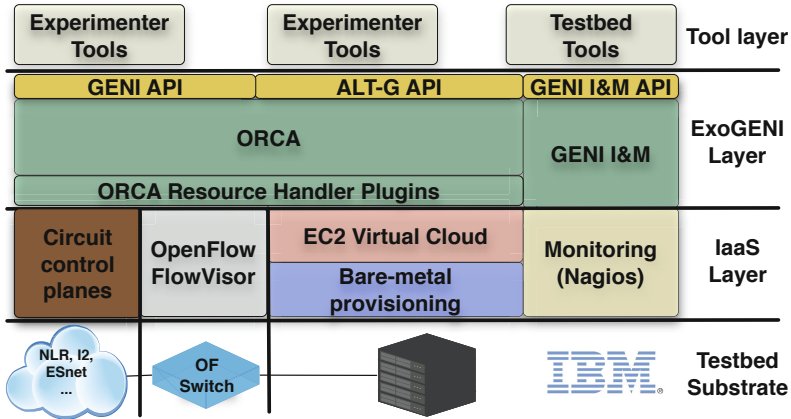 Experimenter
Tools
Experimenter
Tools
Testbed
Tools
Tool layer
GENI API
ALT-G API
GENI I&M API
ORCA
GENI I&M
ExoGENI
Layer
ORCA Resource Handler Plugins
Circuit
control
planes
OpenFlow
FlowVisor
EC2 Virtual Cloud
Bare-metal
provisioning
Monitoring
(Nagios)
IaaS
Layer
NLR, I2,
ESnet
...
OF
Switch
IBM®
Testbed
Substrate